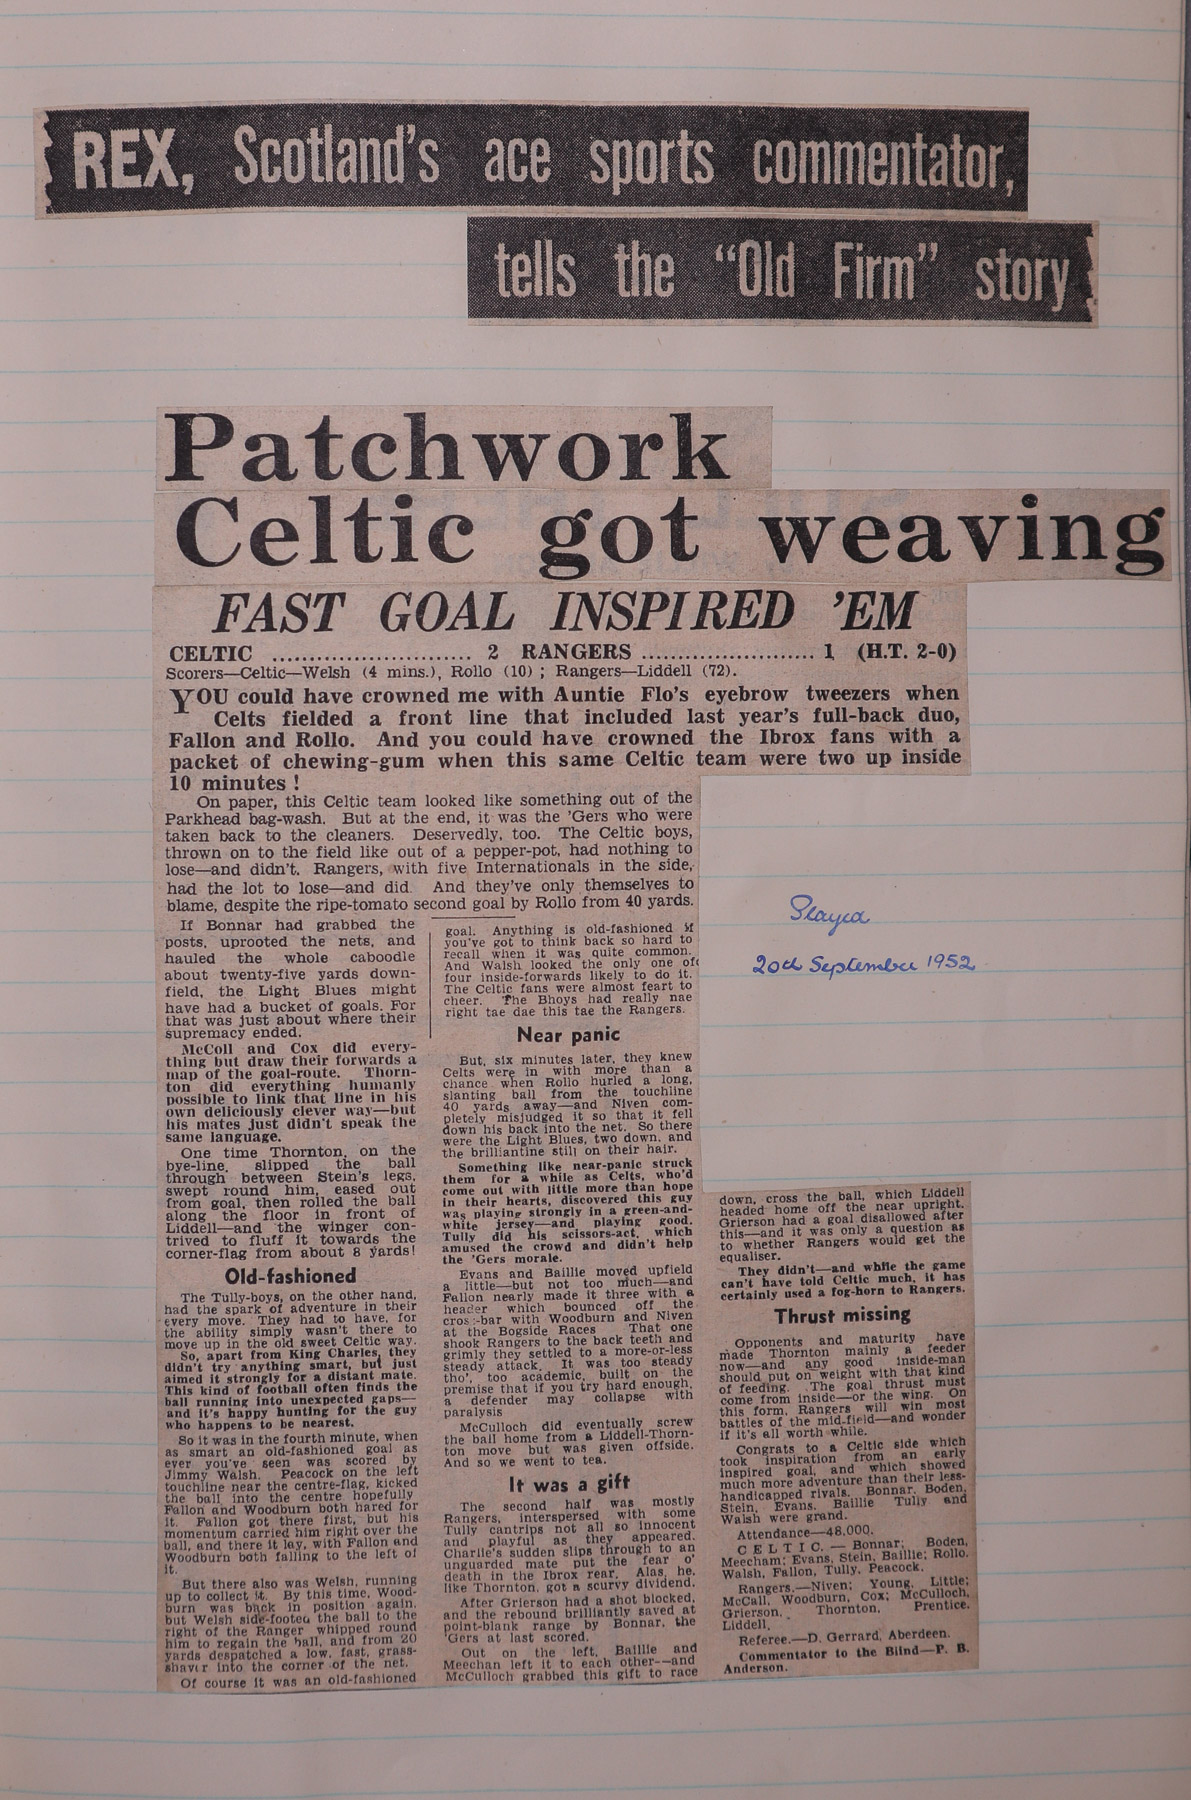 REX, Scotland's ace sports commentator,
tells the "Old Firm" story
Patchwork
Celtic got weaving
FAST GOAL INSPIRED 'EM
CELTIC ........................... 2 RANGERS ........................ 1 (H.T. 2-0)
Scorers—Celtic—Welsh (4 mins.), Rollo (10) ; Rangers—Liddell (72).
YOU could have crowned me with Auntie Flo's eyebrow tweezers when
Celts fielded a front line that included last year's full-back duo,
Fallon and Rollo. And you could have crowned the Ibrox fans with a
packet of chewing-gum when this same Celtic team were two up inside
10 minutes !
On paper, this Celtic team looked like something out of the
Parkhead bag-wash. But at the end, it was the 'Gers who were
taken back to the cleaners. Deservedly, too. The Celtic boys,
thrown on to the field like out of a pepper-pot, had nothing to
lose—and didn't. Rangers, with five Internationals in the side,
had the lot to lose—and did. And they've only themselves to
blame, despite the ripe-tomato second goal by Rollo from 40 yards.
If Bonnar had grabbed the
posts, uprooted the nets, and
hauled the whole caboodle
about twenty-five yards down-
field, the Light Blues might
have had a bucket of goals. For
that was just about where their
supremacy ended.
McColl and Cox did every-
thing but draw their forwards a
map of the goal-route. Thorn-
ton did everything humanly
possible to link that line in his
own deliciously clever way—but
his mates just didn't speak the
same language.
One time Thornton, on the
bye-line, slipped the ball
through between Stein's legs,
swept round him, eased out
from goal, then rolled the ball
along the floor in front of
Liddell—and the winger con-
trived to fluff it towards the
corner-flag from about 8 yards!
Old-fashioned
The Tully-boys, on the other hand,
had the spark of adventure in their
every move. They had to have, for
the ability simply wasn't there to
move up in the old sweet Celtic way.
So, apart from King Charles, they
didn't try anything smart, but just
aimed it strongly for a distant mate.
This kind of football often finds the
ball running into unexpected gaps—
and it's happy hunting for the guy
who happens to be nearest.
So it was in the fourth minute, when
as smart an old-fashioned goal as
ever you've seen was scored by
Jimmy Walsh. Peacock on the left
touchline near the centre-flag, kicked
the ball into the centre hopefully
Fallon and Woodburn both hared for
it. Fallon got there first, but his
momentum carried him right over the
ball, and there it lay, with Fallon and
Woodburn both falling to the left of
it.
But there also was Welsh, running
up to collect it. By this time, Wood-
burn was back in position again,
but Welsh side-footed the ball to the
right of the Ranger whipped round
him to regain the ball, and from 20
yards despatched a low, fast, grass-
shaver into the corner of the net.
Of course it was an old-fashioned
goal. Anything is old-fashioned if
you've got to think back so hard to
recall when it was quite common.
And Walsh looked the only one of
four inside-forwards likely to do it.
The Celtic fans were almost feart to
cheer. The Bhoys had really nae
right tae dae this tae the Rangers.
Near panic
But, six minutes later, they knew
Celts were in with more than a
chance when Rollo hurled a long,
slanting ball from the touchline
40 yards away—and Niven com-
pletely misjudged it so that it fell
down his back into the net. So there
were the Light Blues, two down, and
the brilliantine still on their hair.
Something like near-panic struck
them for a while as Celts, who'd
come out with little more than hope
in their hearts, discovered this guy
was playing strongly in a green-and-
white jersey—and playing good.
Tully did his scissors-act, which
amused the crowd and didn't help
the 'Gers morale.
Evans and Baillie moved upfield
a little—but not too much—and
Fallon nearly made it three with a
header which bounced off the
cross-bar with Woodburn and Niven
at the Bogside Races That one
shook Rangers to the back teeth and
grimly they settled to a more-or-less
steady attack. It was too steady
tho', too academic, built on the
premise that if you try hard enough,
a defender may collapse with
paralysis
McCulloch did eventually screw
the ball home from a Liddell-Thorn-
ton move but was given offside.
And so we went to tea.
It was a gift
The second half was mostly
Rangers, interspersed with some
Tully cantrips not all so innocent
and playful as they appeared.
Charlie's sudden slips through to an
unguarded mate put the fear o'
death in the Ibrox rear. Alas, he,
like Thornton, got a scurvy dividend.
After Grierson had a shot blocked,
and the rebound brilliantly saved at
point-blank range by Bonnar, the
'Gers at last scored.
Out on the left, Baillie and
Meechan left it to each other—and
McCulloch grabbed this gift to race
down, cross the ball, which Liddell
headed home off the near upright.
Grierson had a goal disallowed after
this—and it was only a question as
to whether Rangers would get the
equaliser.
They didn't—and while the game
can't have told Celtic much, it has
certainly used a fog-horn to Rangers.
Thrust missing
Opponents and maturity have
made Thornton mainly a feeder
now—and any good inside-man
should put on weight with that kind
of feeding. The goal thrust must
come from inside—or the wing. On
this form, Rangers will win most
battles of the mid-field—and wonder
if it's all worth while.
Congrats to a Celtic side which
took inspiration from an early
inspired goal, and which showed
much more adventure than their less-
handicapped rivals. Bonnar, Boden,
Stein, Evans, Baillie Tully and
Walsh were grand.
Attendance—48,000.
CELTIC. — Bonnar; Boden,
Meecham; Evans, Stein, Baillie; Rollo,
Walsh, Fallon, Tully, Peacock.
Rangers.—Niven; Young, Little;
McCall, Woodburn, Cox; McCulloch,
Grierson, Thornton, Prentice,
Liddell.
Referee.—D. Gerrard, Aberdeen.
Commentator to the Blind—P. B.
Anderson.
Played
20th September 1952